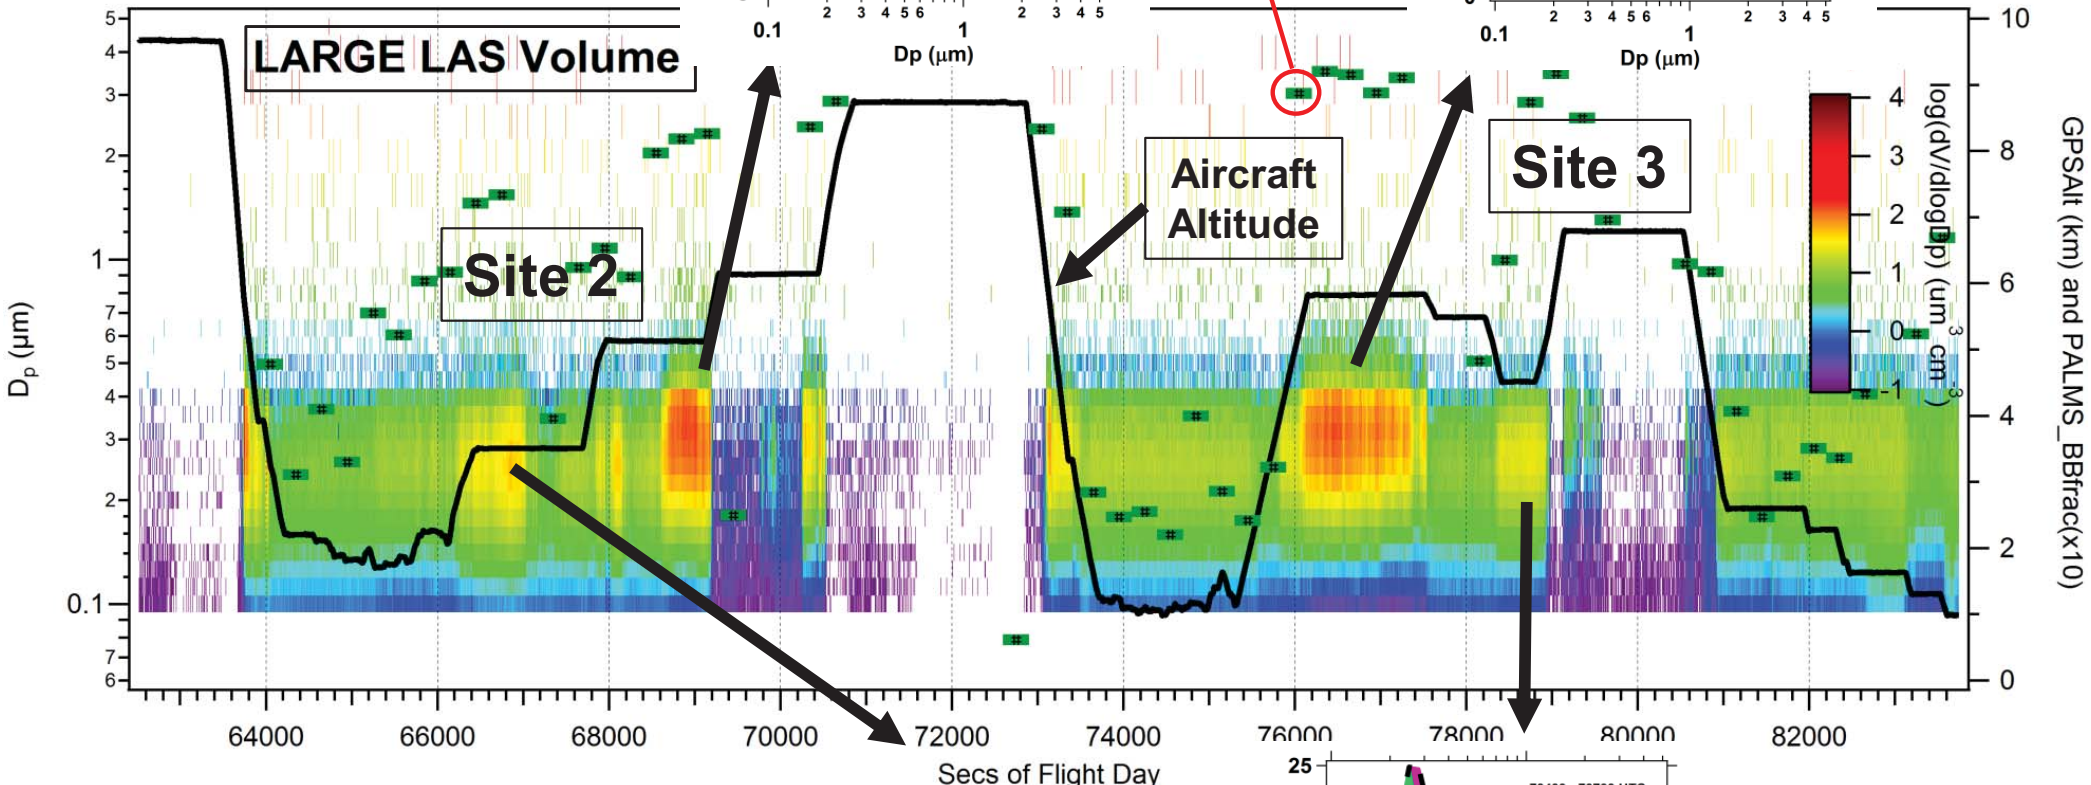 2 3 4 5 6 2 3 4 5
0.1 1
Dp (μm)
2 3 4 5 6 2 3 4 5
0.1 1
Dp (μm)
LARGE LAS Volume
Site 2
Aircraft
Altitude
Site 3
5
4
3
2
1
7
6
5
4
3
2
0.1
7
6
Dp (μm)
10
8
6
4
2
0
GPSAlt (km) and PALMS_BBfrac(x10)
4
3
2
1
0
-1
log(dV/dlogDp) (um³ cm⁻³)
64000 66000 68000 70000 72000 74000 76000 78000 80000 82000
Secs of Flight Day
25